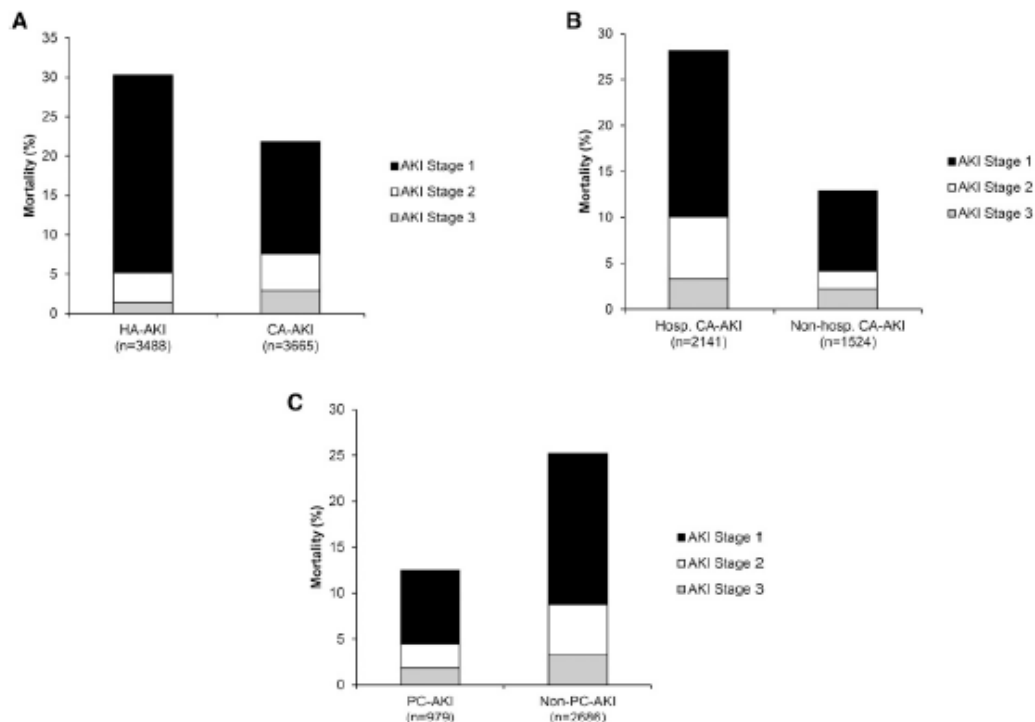 A
Mortality (%)
35
30
25
20
15
10
5
0
HA-AKI
(n=3488)
CA-AKI
(n=3665)
AKI Stage 1
AKI Stage 2
AKI Stage 3
B
Mortality (%)
30
25
20
15
10
5
0
Hosp. CA-AKI
(n=2141)
Non-hosp. CA-AKI
(n=1524)
AKI Stage 1
AKI Stage 2
AKI Stage 3
C
Mortality (%)
30
25
20
15
10
5
0
PC-AKI
(n=979)
Non-PC-AKI
(n=2686)
AKI Stage 1
AKI Stage 2
AKI Stage 3